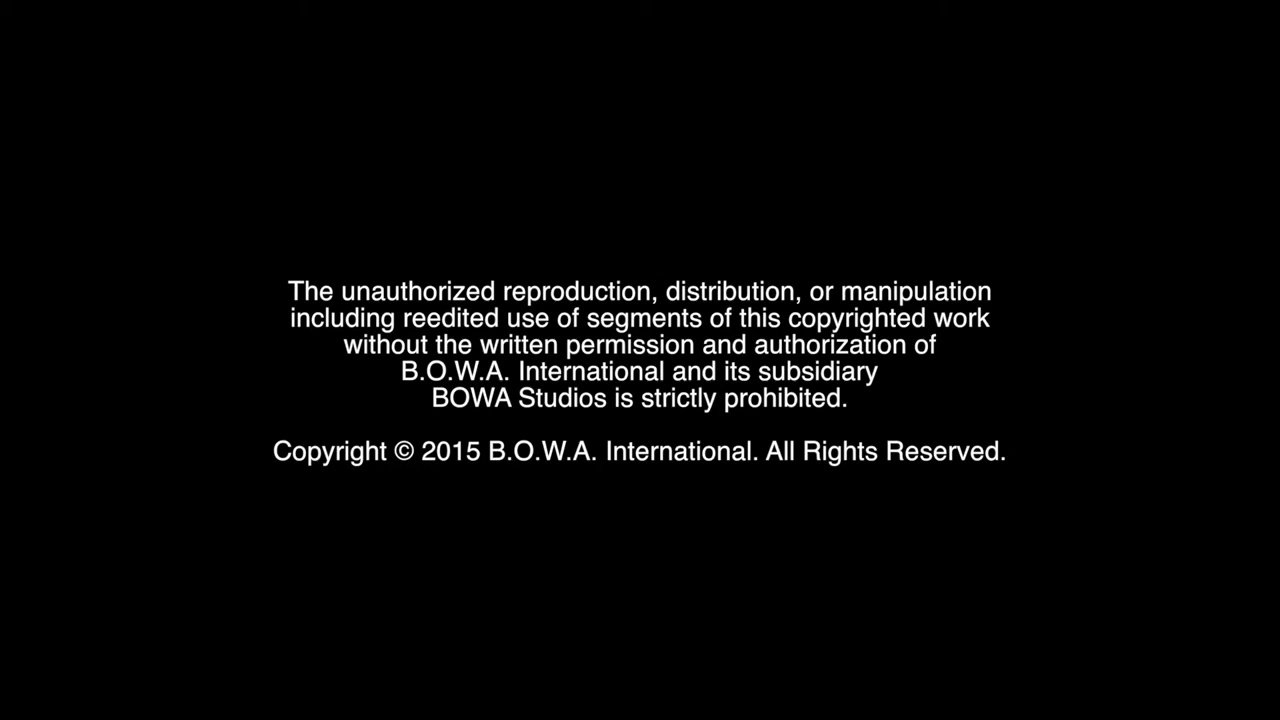 The unauthorized reproduction, distribution, or manipulation
including reedited use of segments of this copyrighted work
without the written permission and authorization of
B.O.W.A. International and its subsidiary
BOWA Studios is strictly prohibited.
Copyright © 2015 B.O.W.A. International. All Rights Reserved.